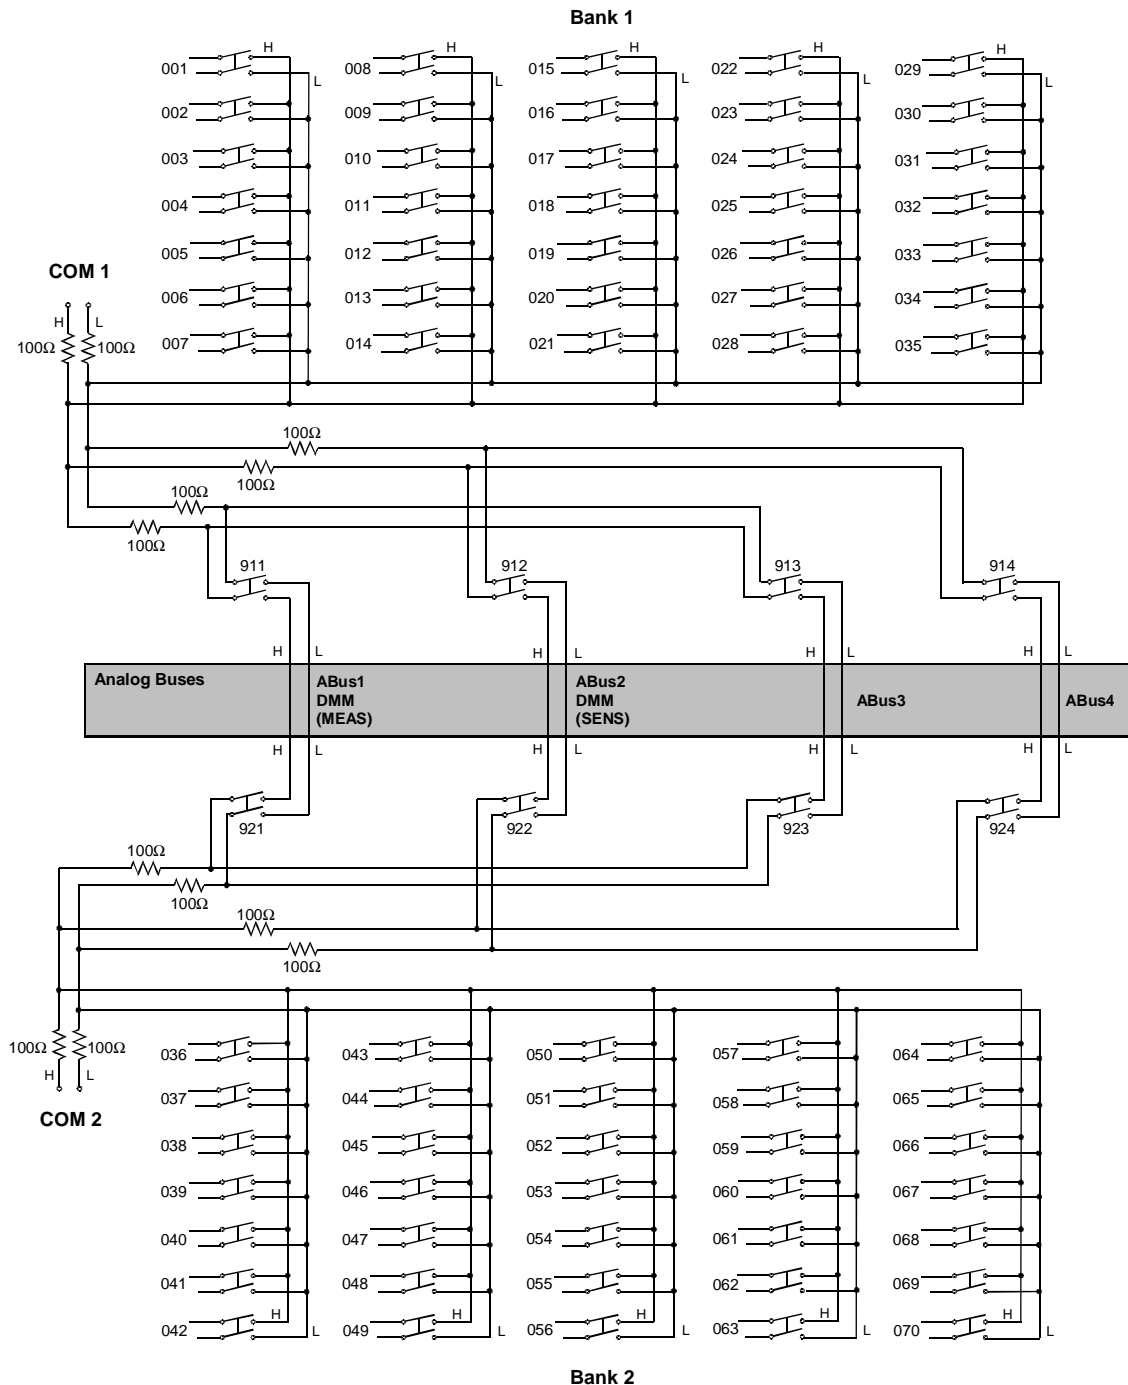 Bank 1
H H H H H
001 008 015 022 029
L L L L L
002 009 016 023 030
003 010 017 024 031
004 011 018 025 032
005 012 019 026 033
COM 1
006 013 020 027 034
H L
007 014 021 028 035
100Ω 100Ω
100Ω
100Ω
100Ω
100Ω
911 912 913 914
H L H L H L H L
Analog Buses
ABus1
DMM
(MEAS)
ABus2
DMM
(SENS)
ABus3
ABus4
H L H L H L H L
921 922 923 924
100Ω
100Ω
100Ω
100Ω
100Ω 100Ω
H L
COM 2
036 043 050 057 064
037 044 051 058 065
038 045 052 059 066
039 046 053 060 067
040 047 054 061 068
041 048 055 062 069
H H H H H
042 049 056 063 070
L L L L L
Bank 2